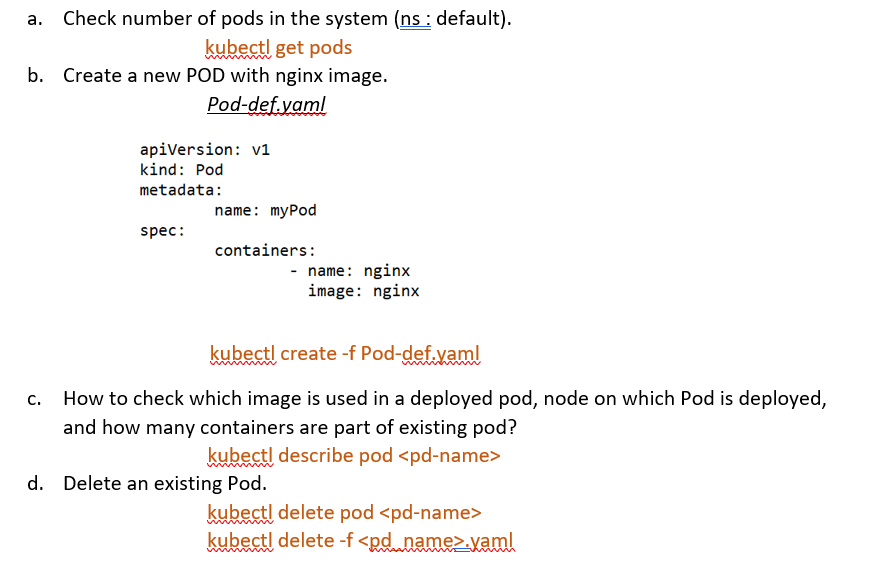 a. Check number of pods in the system (ns : default).
kubectl get pods
b. Create a new POD with nginx image.
Pod-def.yaml
apiVersion: v1
kind: Pod
metadata:
name: myPod
spec:
containers:
- name: nginx
image: nginx
kubectl create -f Pod-def.yaml
c. How to check which image is used in a deployed pod, node on which Pod is deployed,
and how many containers are part of existing pod?
kubectl describe pod <pd-name>
d. Delete an existing Pod.
kubectl delete pod <pd-name>
kubectl delete -f <pd_name>.yaml